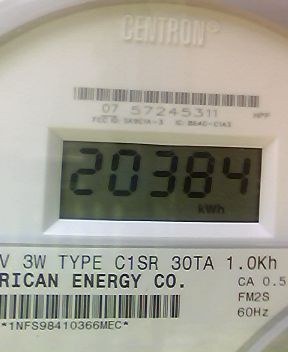 CENTRON®
07 57245311 HPF
20384
kWh
V 3W TYPE C1SR 30TA 1.0Kh
RICAN ENERGY CO. CA 0.5
FM2S
60Hz
*1NFS98410366MEC*